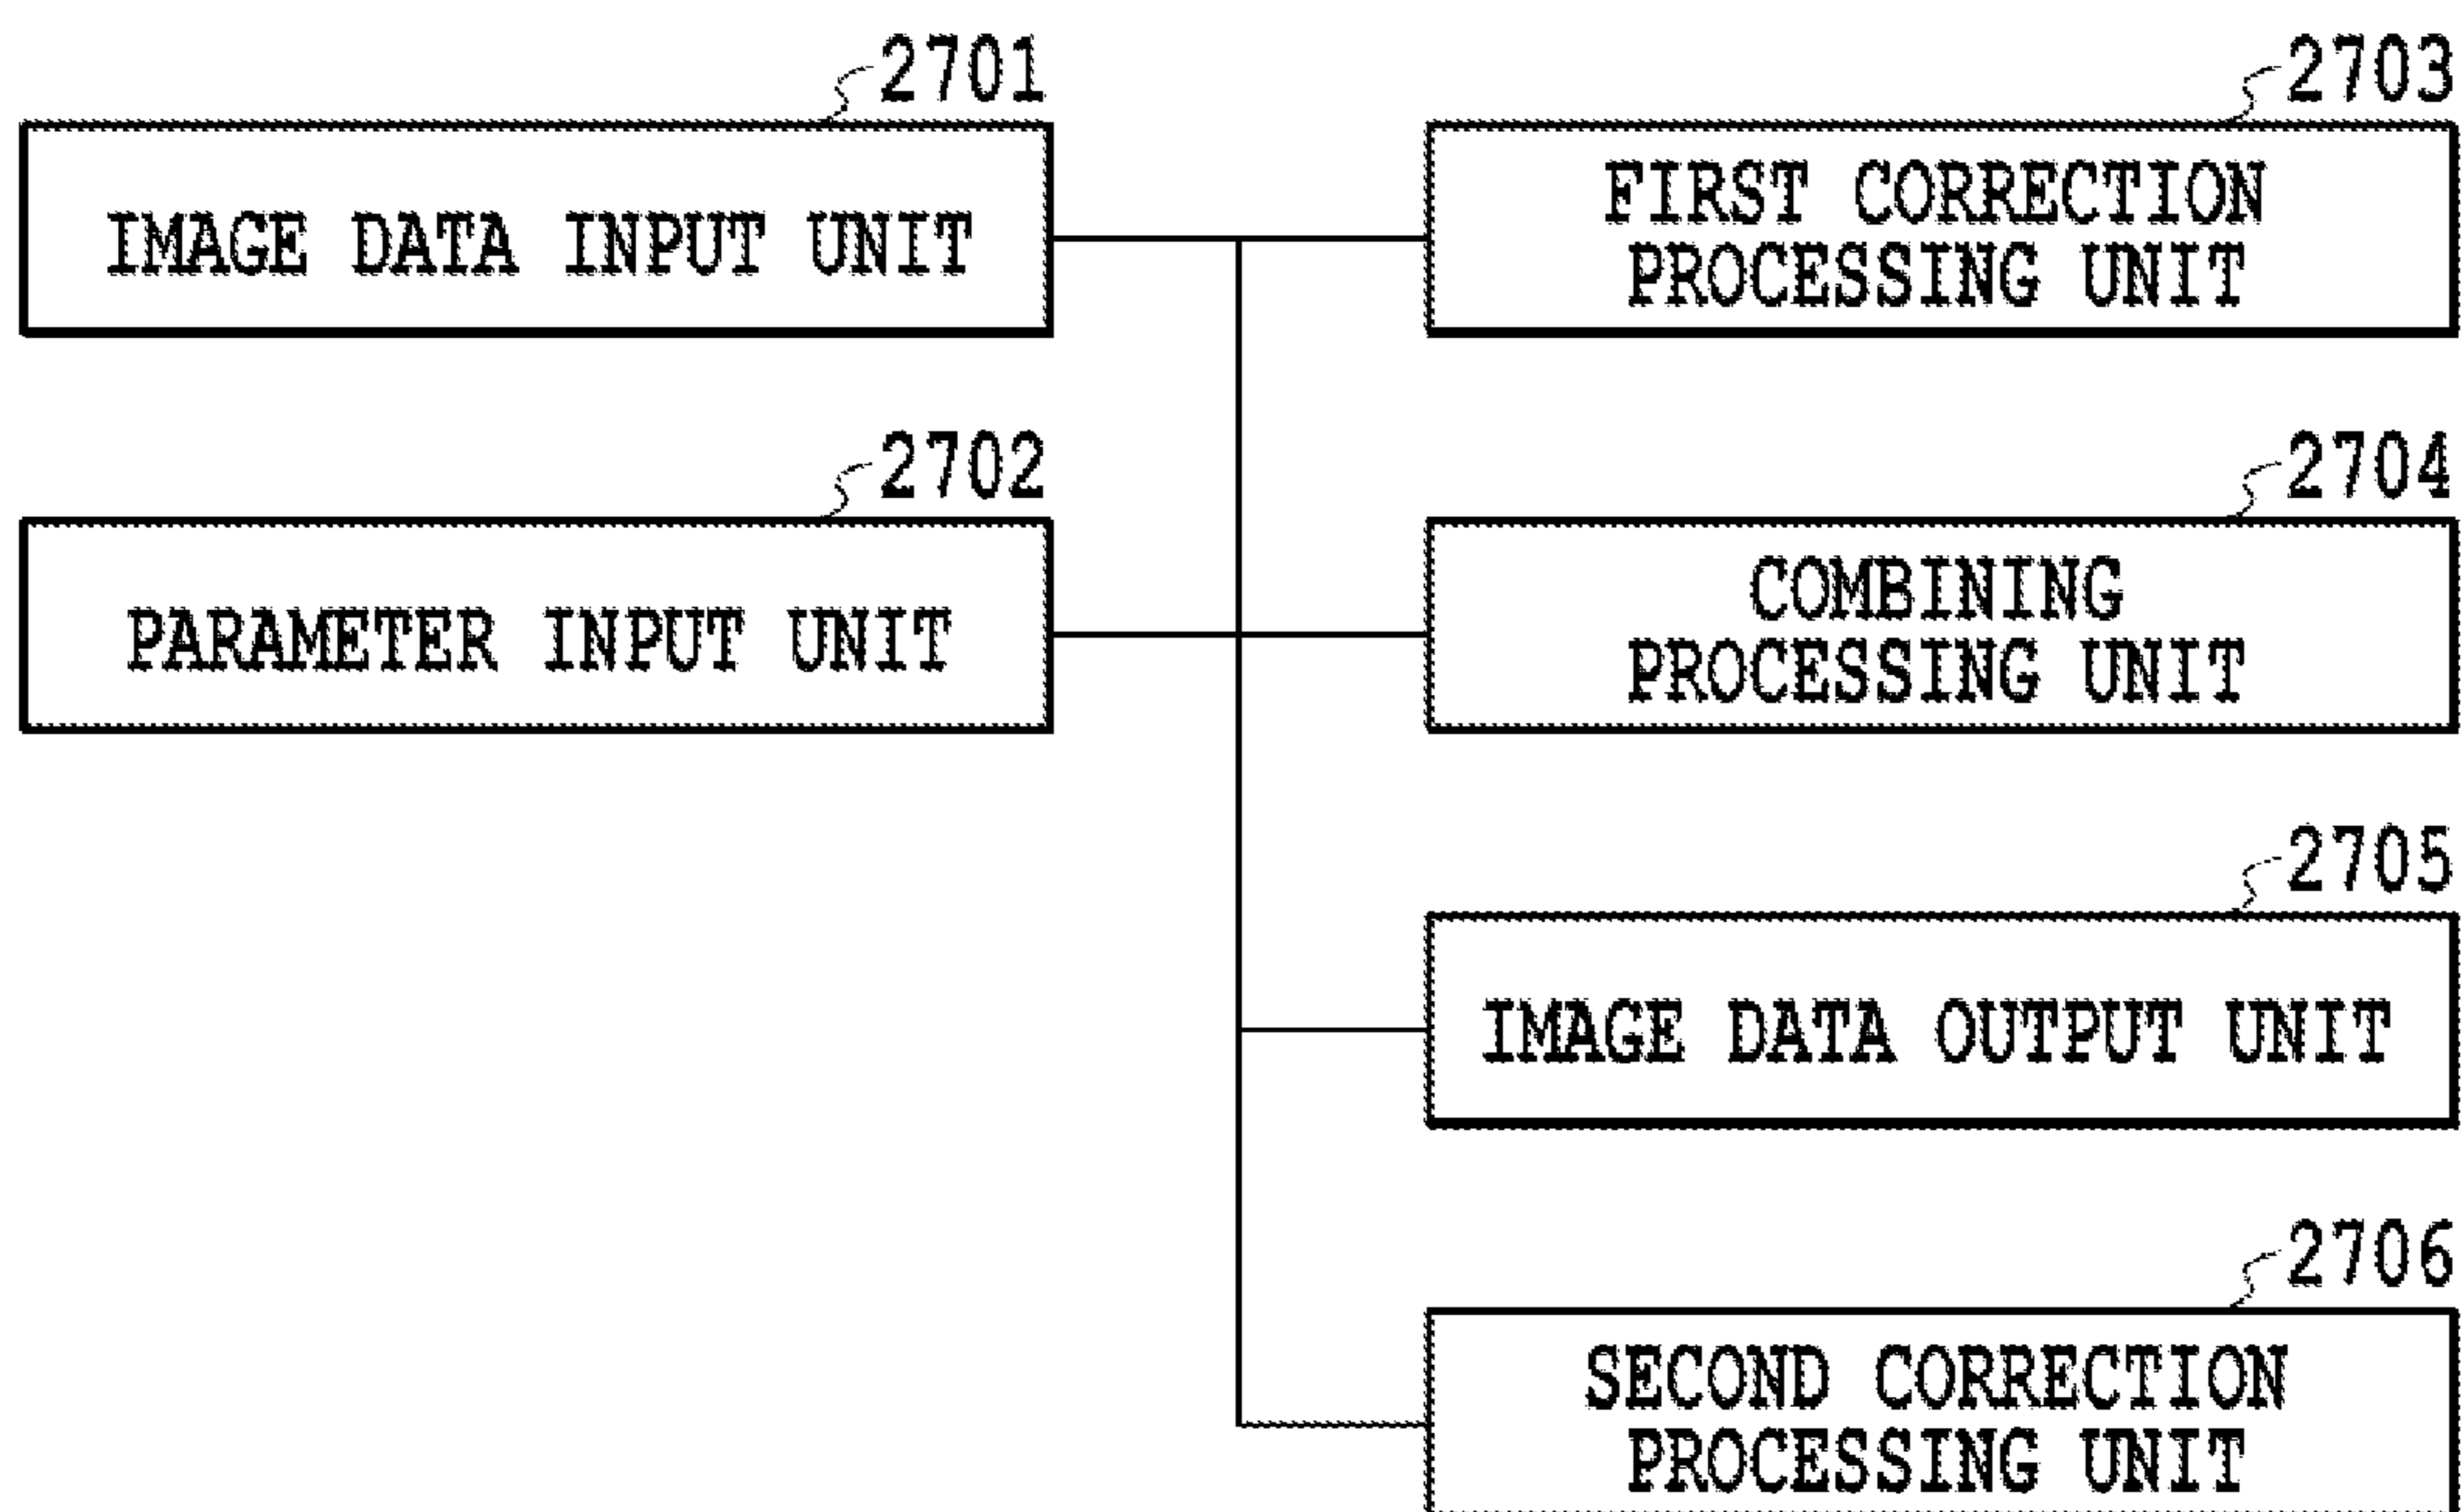 2701
IMAGE DATA INPUT UNIT
2703
FIRST CORRECTION
PROCESSING UNIT
2702
PARAMETER INPUT UNIT
2704
COMBINING
PROCESSING UNIT
2705
IMAGE DATA OUTPUT UNIT
2706
SECOND CORRECTION
PROCESSING UNIT